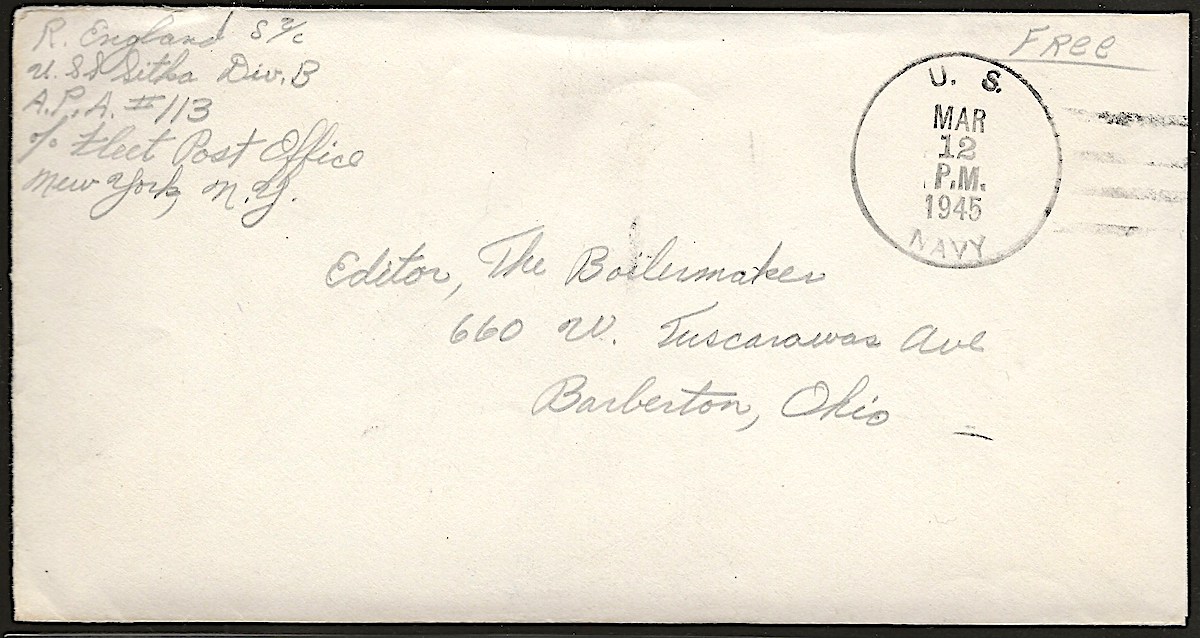 R. England S 2/c
U.S.S Sitka Div. B
A.P.A. #113
c/o Fleet Post Office
New York, N.Y.
Free
U. S.
MAR
12
P.M.
1945
NAVY
Editor, The Boilermaker
660 W. Tuscarawas Ave
Barberton, Ohio